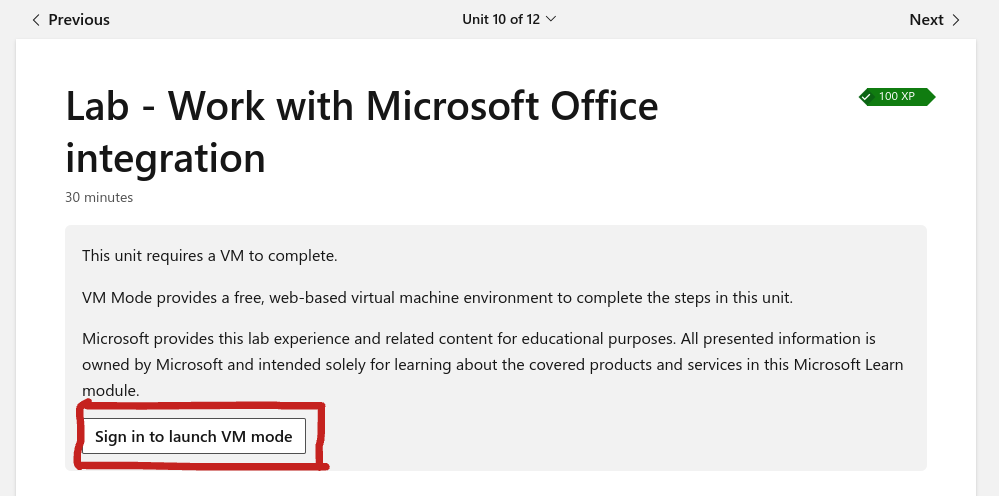 Previous
Unit 10 of 12
Next
Lab - Work with Microsoft Office
integration
100 XP
30 minutes
This unit requires a VM to complete.
VM Mode provides a free, web-based virtual machine environment to complete the steps in this unit.
Microsoft provides this lab experience and related content for educational purposes. All presented information is
owned by Microsoft and intended solely for learning about the covered products and services in this Microsoft Learn
module.
Sign in to launch VM mode